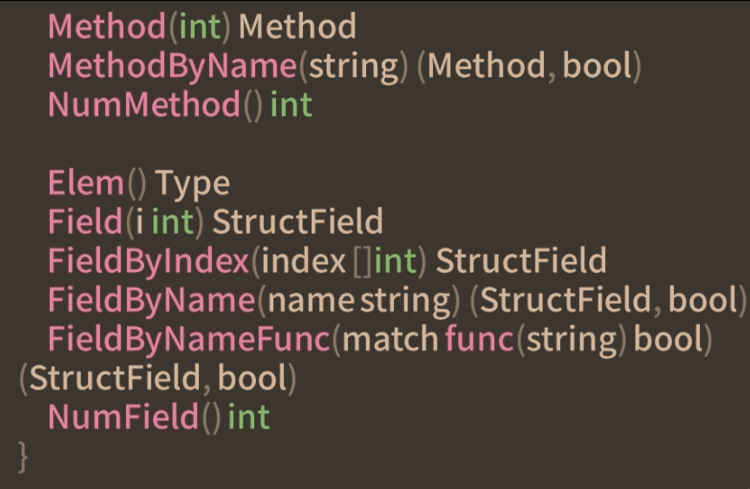 Method(int) Method
MethodByName(string) (Method, bool)
NumMethod() int
Elem() Type
Field(i int) StructField
FieldByIndex(index []int) StructField
FieldByName(name string) (StructField, bool)
FieldByNameFunc(match func(string) bool)
(StructField, bool)
NumField() int
}